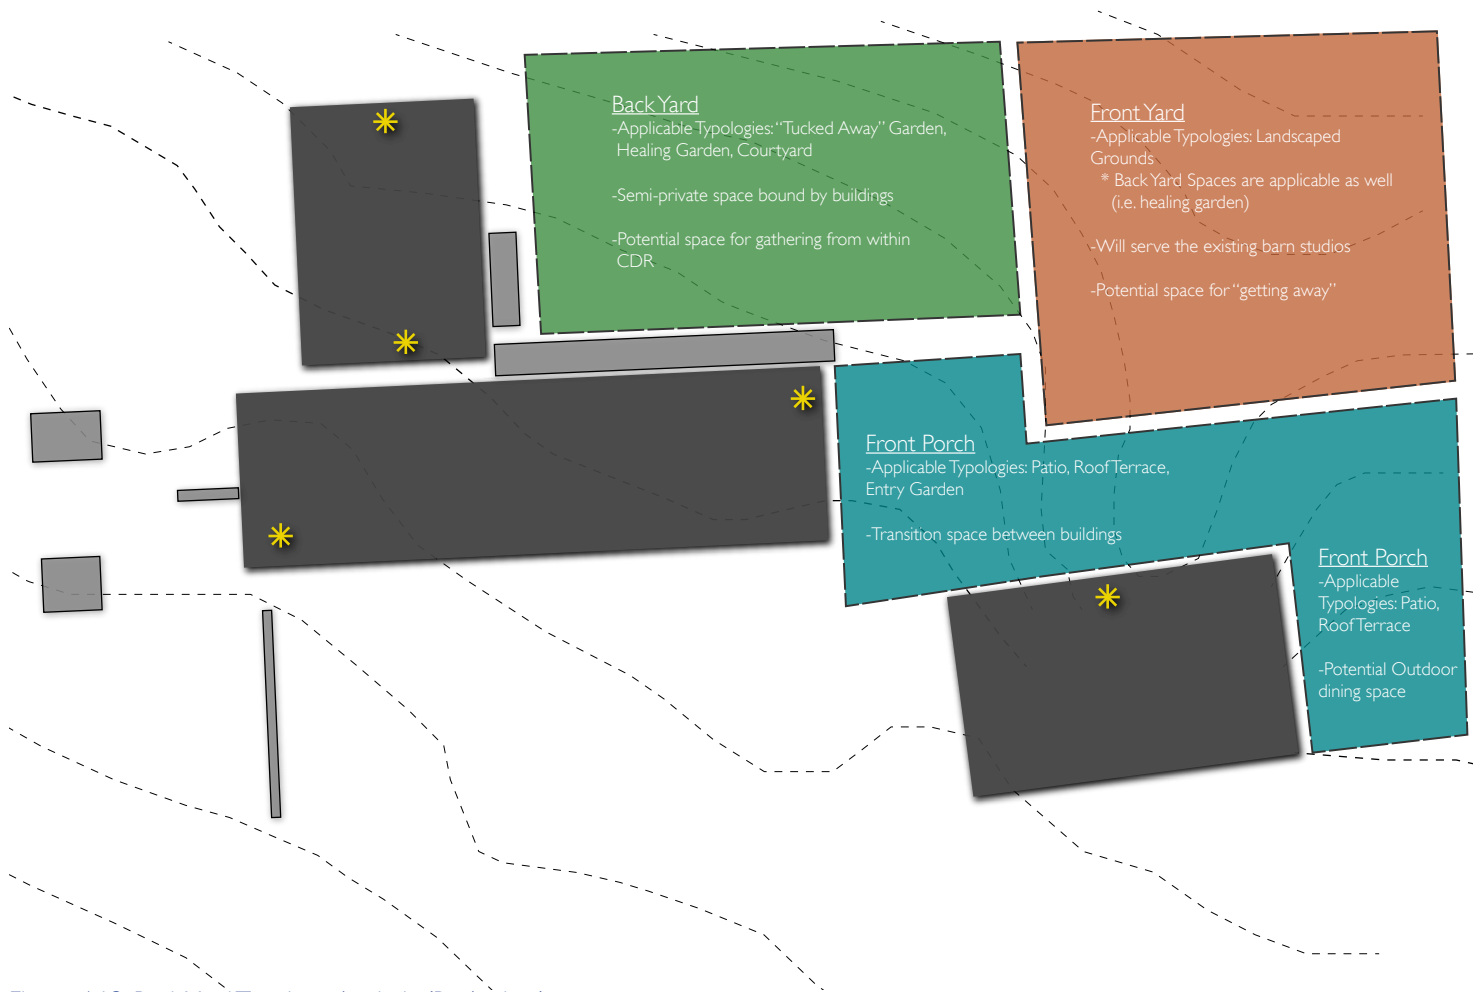 Back Yard
-Applicable Typologies: “Tucked Away” Garden,
Healing Garden, Courtyard
-Semi-private space bound by buildings
-Potential space for gathering from within
CDR
Front Yard
-Applicable Typologies: Landscaped
Grounds
* Back Yard Spaces are applicable as well
(i.e. healing garden)
-Will serve the existing barn studios
-Potential space for “getting away”
Front Porch
-Applicable Typologies: Patio, Roof Terrace,
Entry Garden
-Transition space between buildings
Front Porch
-Applicable
Typologies: Patio,
Roof Terrace
-Potential Outdoor
dining space